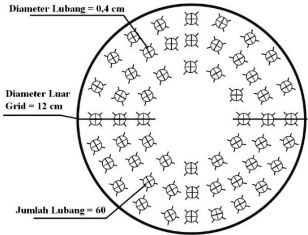 Diameter Lubang = 0,4 cm
Diameter Luar
Grid = 12 cm
Jumlah Lubang = 60